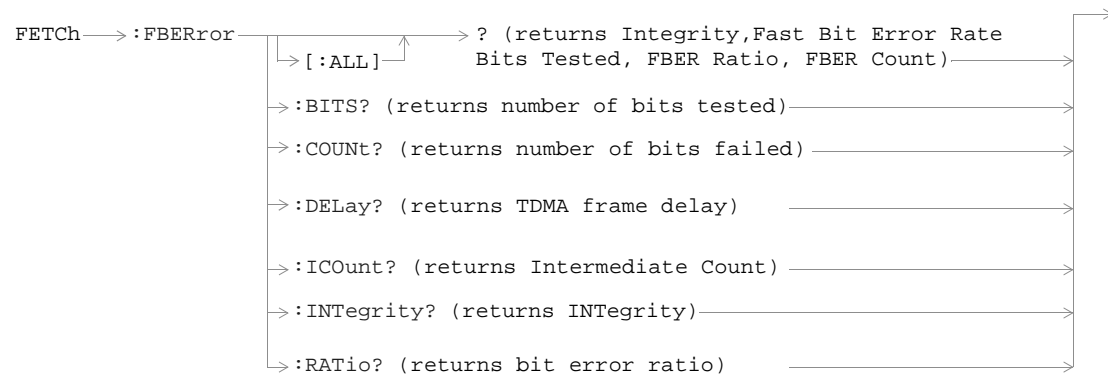 FETCh :FBERror ? (returns Integrity,Fast Bit Error Rate
[:ALL] Bits Tested, FBER Ratio, FBER Count)
:BITS? (returns number of bits tested)
:COUNt? (returns number of bits failed)
:DELay? (returns TDMA frame delay)
:ICOunt? (returns Intermediate Count)
:INTegrity? (returns INTegrity)
:RATio? (returns bit error ratio)